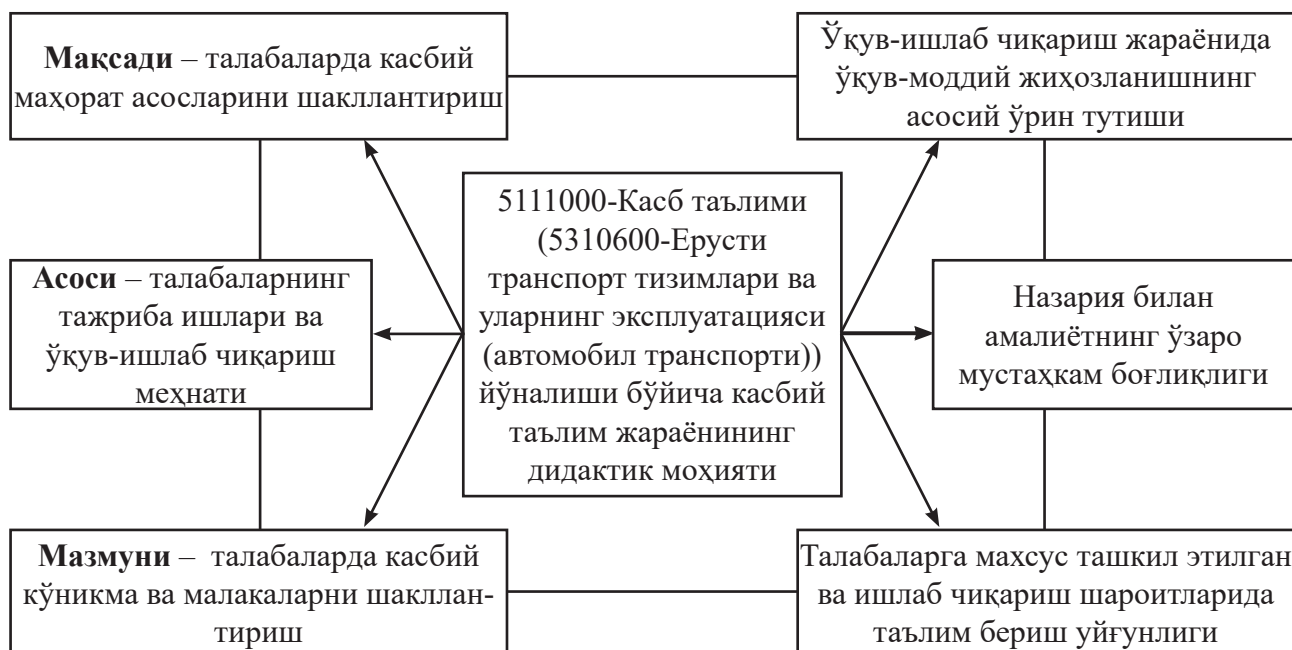 Мақсади – талабаларда касбий
маҳорат асосларини шакллантириш
Ўқув-ишлаб чиқариш жараёнида
ўқув-моддий жиҳозланишнинг
асосий ўрин тутиши
5111000-Касб таълими
(5310600-Ерусти
транспорт тизимлари ва
уларнинг эксплуатацияси
(автомобил транспорти))
йўналиши бўйича касбий
таълим жараёнининг
дидактик моҳияти
Асоси – талабаларнинг
тажриба ишлари ва
ўқув-ишлаб чиқариш
меҳнати
Назария билан
амалиётнинг ўзаро
мустаҳкам боғлиқлиги
Мазмуни – талабаларда касбий
кўникма ва малакаларни шакллан-
тириш
Талабаларга махсус ташкил этилган
ва ишлаб чиқариш шароитларида
таълим бериш уйғунлиги